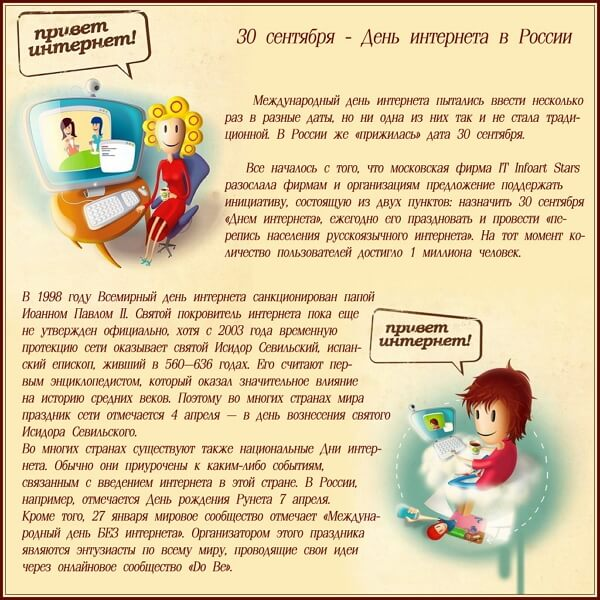 привет
интернет!
30 сентября - День интернета в России
Международный день интернета пытались ввести несколько
раз в разные даты, но ни одна из них так и не стала тради-
ционной. В России же «прижилась» дата 30 сентября.
Все началось с того, что московская фирма IT Infoart Stars
разослала фирмам и организациям предложение поддержать
инициативу, состоящую из двух пунктов: назначить 30 сентября
«Днем интернета», ежегодно его праздновать и провести «пе-
репись населения русскоязычного интернета». На тот момент ко-
личество пользователей достигло 1 миллиона человек.
В 1998 году Всемирный день интернета санкционирован папой
Иоанном Павлом II. Святой покровитель интернета пока еще
не утвержден официально, хотя с 2003 года временную
протекцию сети оказывает святой Исидор Севильский, испан-
ский епископ, живший в 560—636 годах. Его считают пер-
вым энциклопедистом, который оказал значительное влияние
на историю средних веков. Поэтому во многих странах мира
праздник сети отмечается 4 апреля — в день вознесения святого
Исидора Севильского.
Во многих странах существуют также национальные Дни интер-
нета. Обычно они приурочены к каким-либо событиям,
связанным с введением интернета в этой стране. В России,
например, отмечается День рождения Рунета 7 апреля.
Кроме того, 27 января мировое сообщество отмечает «Междуна-
родный день БЕЗ интернета». Организатором этого праздника
являются энтузиасты по всему миру, проводящие свои идеи
через онлайновое сообщество «Do Be».
привет
интернет!